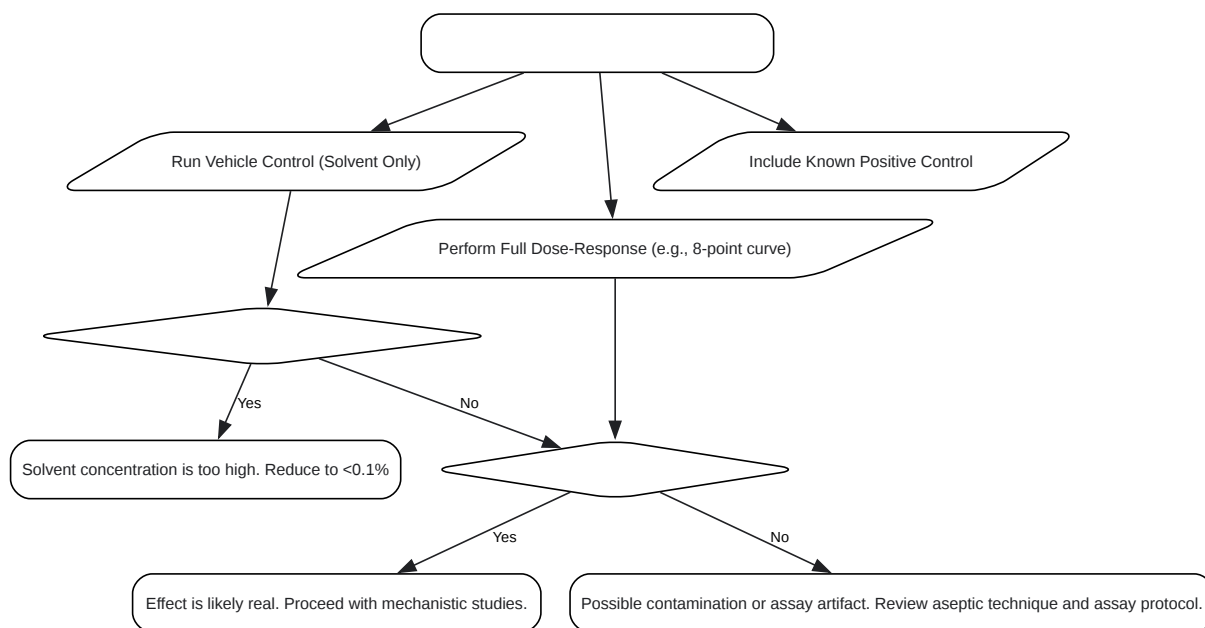 Run Vehicle Control (Solvent Only)
Include Known Positive Control
Perform Full Dose-Response (e.g., 8-point curve)
Yes
No
Solvent concentration is too high. Reduce to <0.1%
Yes
No
Effect is likely real. Proceed with mechanistic studies.
Possible contamination or assay artifact. Review aseptic technique and assay protocol.